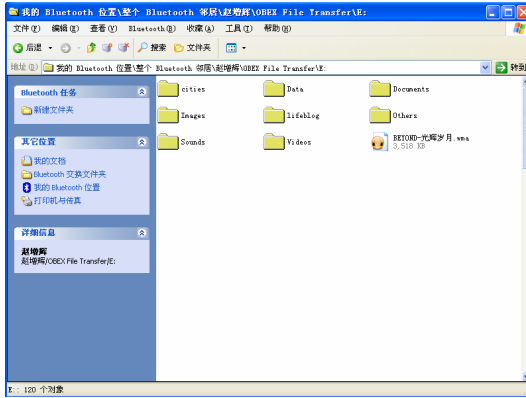 我的 Bluetooth 位置\整个 Bluetooth 邻居\赵增辉\OBEX File Transfer\E:
文件(F) 编辑(E) 查看(V) Bluetooth(B) 收藏(A) 工具(T) 帮助(H)
后退 搜索 文件夹
地址(D) 我的 Bluetooth 位置\整个 Bluetooth 邻居\赵增辉\OBEX File Transfer\E: 转到
Bluetooth 任务
新建文件夹
其它位置
我的文档
Bluetooth 交换文件夹
我的 Bluetooth 位置
打印机与传真
详细信息
赵增辉
赵增辉/OBEX File Transfer/E:
cities Data Documents
Images lifeblog Others
Sounds Videos BEYOND-光辉岁月.wma
3,518 KB
E:: 120 个对象